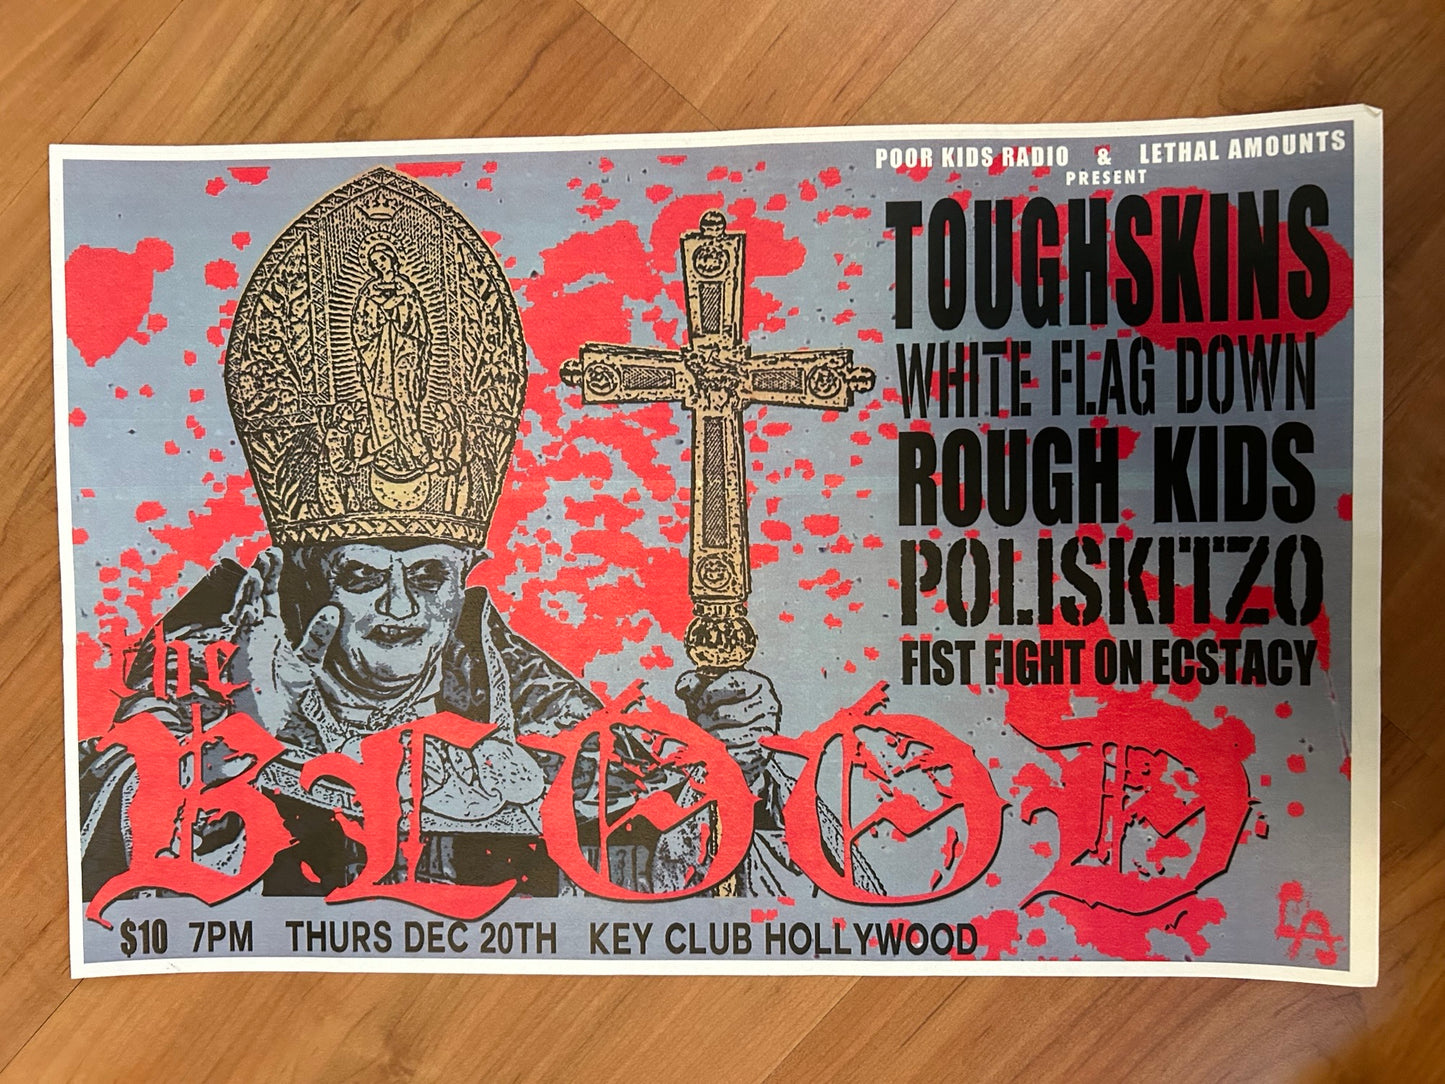 POOR KIDS RADIO & LETHAL AMOUNTS
PRESENT
TOUGHSKINS
WHITE FLAG DOWN
ROUGH KIDS
POLISKITZO
FIST FIGHT ON ECSTACY
the
BLOOD
$10 7PM THURS DEC 20TH KEY CLUB HOLLYWOOD
LA